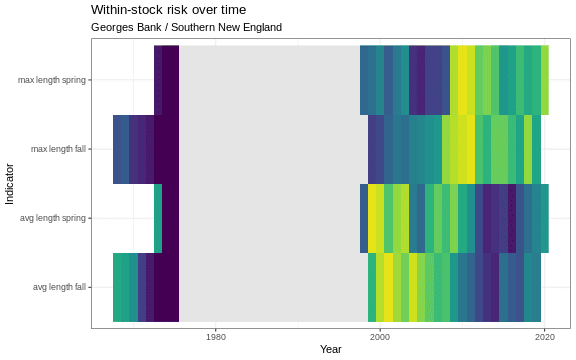 Within-stock risk over time
Georges Bank / Southern New England
max length spring
max length fall
avg length spring
avg length fall
Indicator
1980
2000
2020
Year